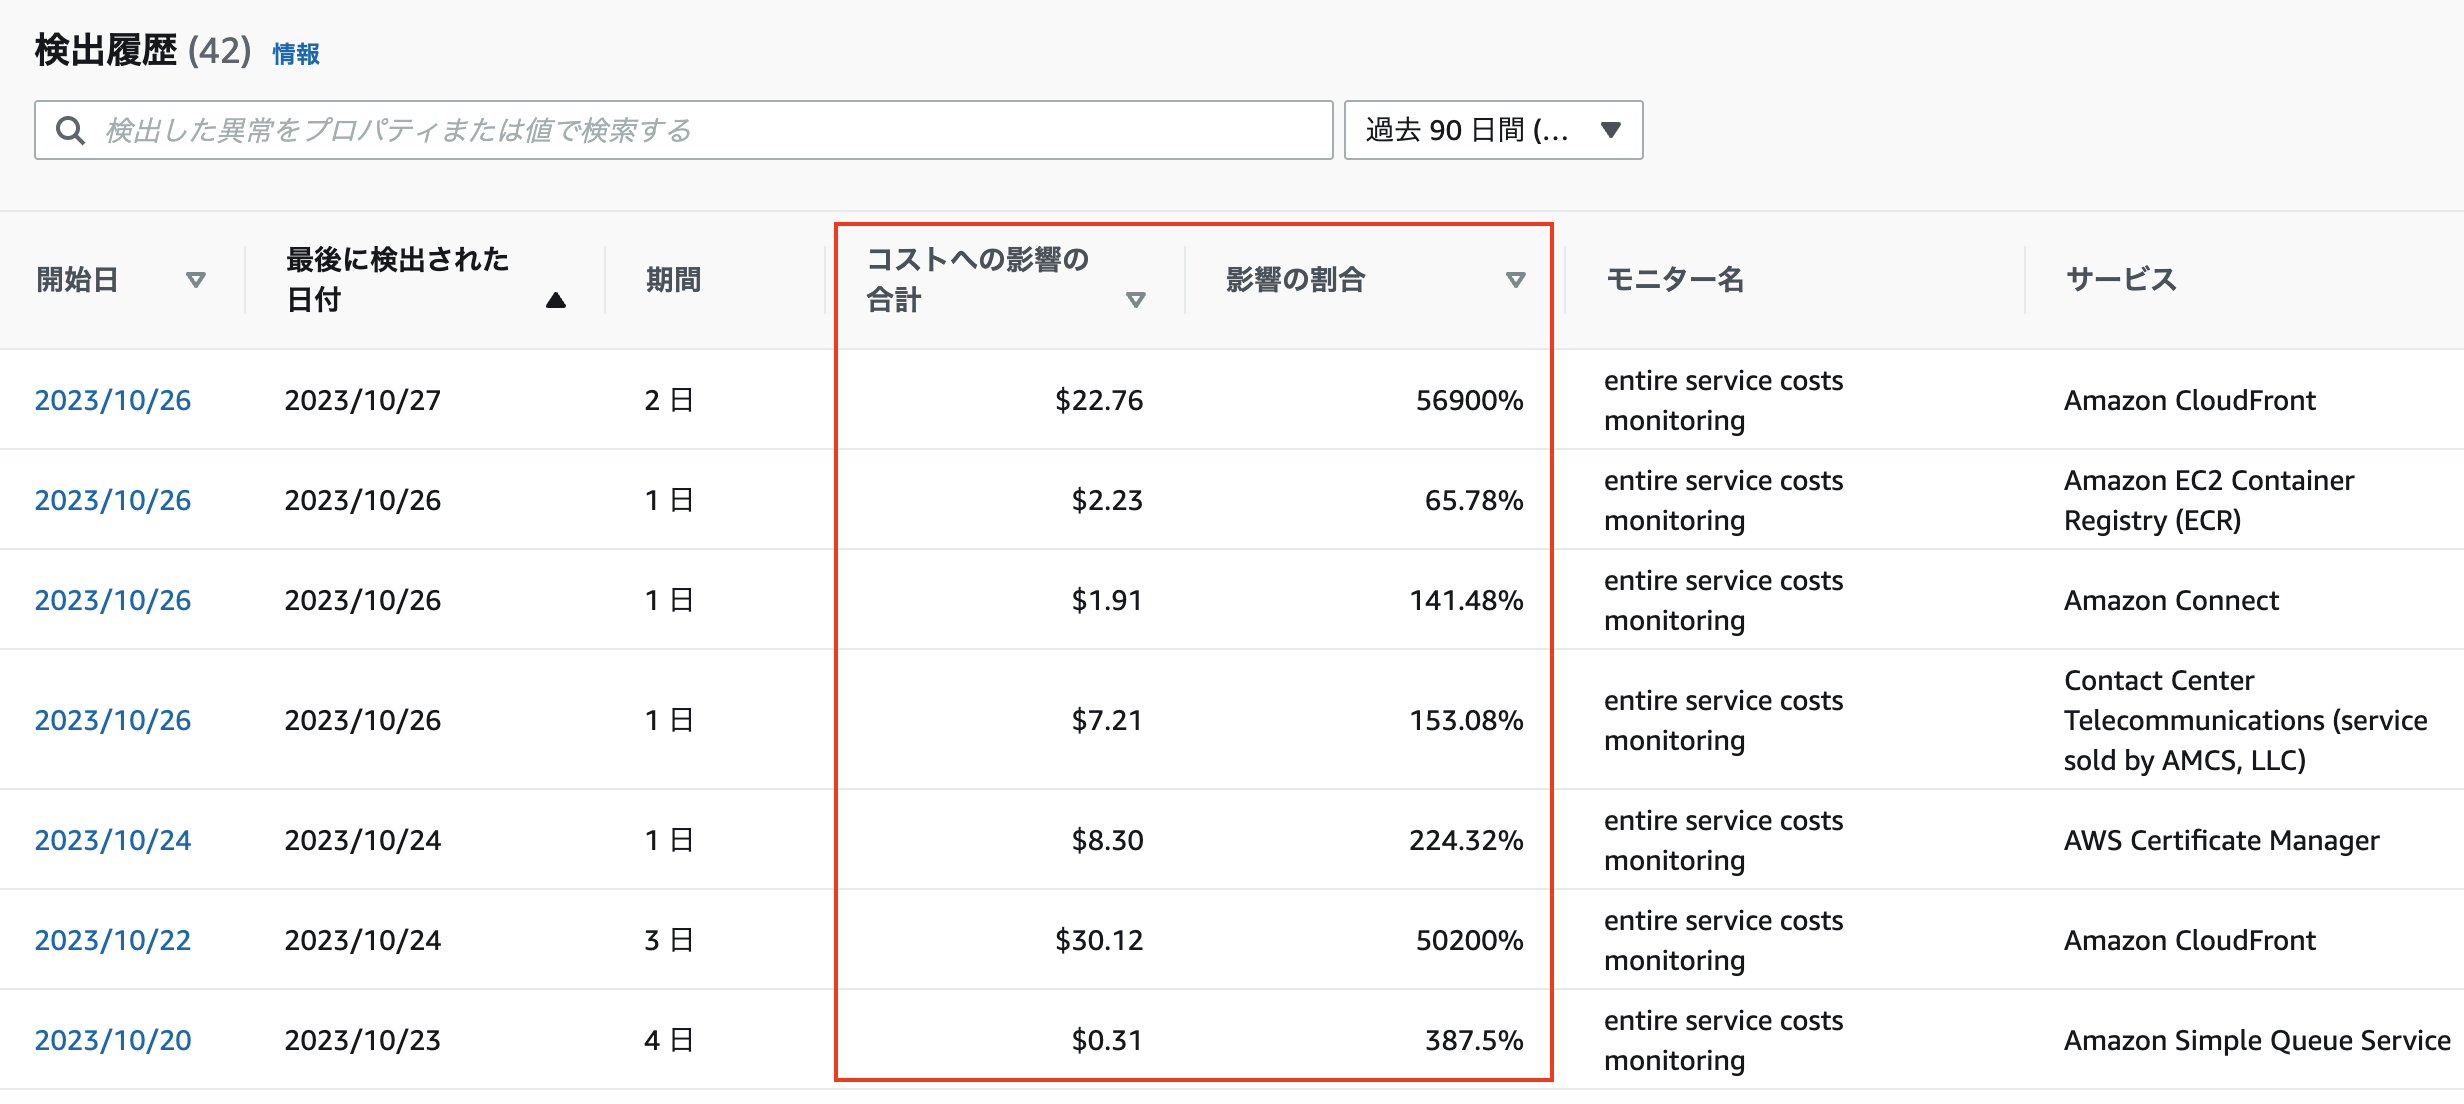 検出履歴 (42) 情報
検出した異常をプロパティまたは値で検索する
過去 90 日間 (...
開始日
最後に検出された
日付
期間
コストへの影響の
合計
影響の割合
モニター名
サービス
2023/10/26
2023/10/27
2 日
$22.76
56900%
entire service costs
monitoring
Amazon CloudFront
2023/10/26
2023/10/26
1 日
$2.23
65.78%
entire service costs
monitoring
Amazon EC2 Container
Registry (ECR)
2023/10/26
2023/10/26
1 日
$1.91
141.48%
entire service costs
monitoring
Amazon Connect
2023/10/26
2023/10/26
1 日
$7.21
153.08%
entire service costs
monitoring
Contact Center
Telecommunications (service
sold by AMCS, LLC)
2023/10/24
2023/10/24
1 日
$8.30
224.32%
entire service costs
monitoring
AWS Certificate Manager
2023/10/22
2023/10/24
3 日
$30.12
50200%
entire service costs
monitoring
Amazon CloudFront
2023/10/20
2023/10/23
4 日
$0.31
387.5%
entire service costs
monitoring
Amazon Simple Queue Service